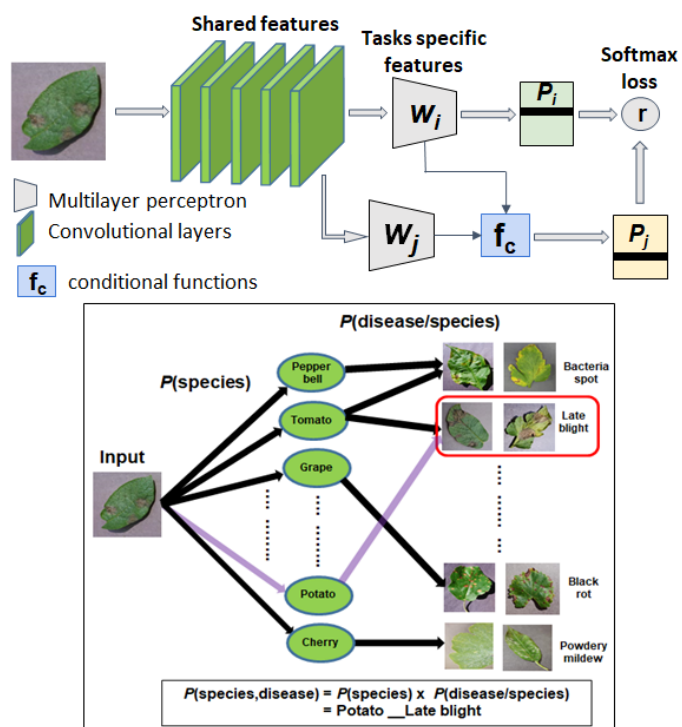 Shared features
Tasks specific
features
Softmax
loss
W_i
P_i
r
Multilayer perceptron
Convolutional layers
W_j
f_c
P_j
f_c conditional functions
P(disease/species)
P(species)
Pepper
bell
Bacteria
spot
Tomato
Late
blight
Input
Grape
Potato
Black
rot
Cherry
Powdery
mildew
P(species,disease) = P(species) x P(disease/species)
= Potato __Late blight